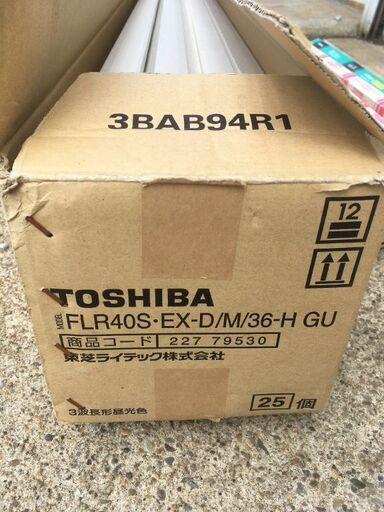 3BAB94R1
12
TOSHIBA
MODEL FLR40S・EX-D/M/36-H GU
商品コード 227 79530
東芝ライテック株式会社
3波長形昼光色
25 個